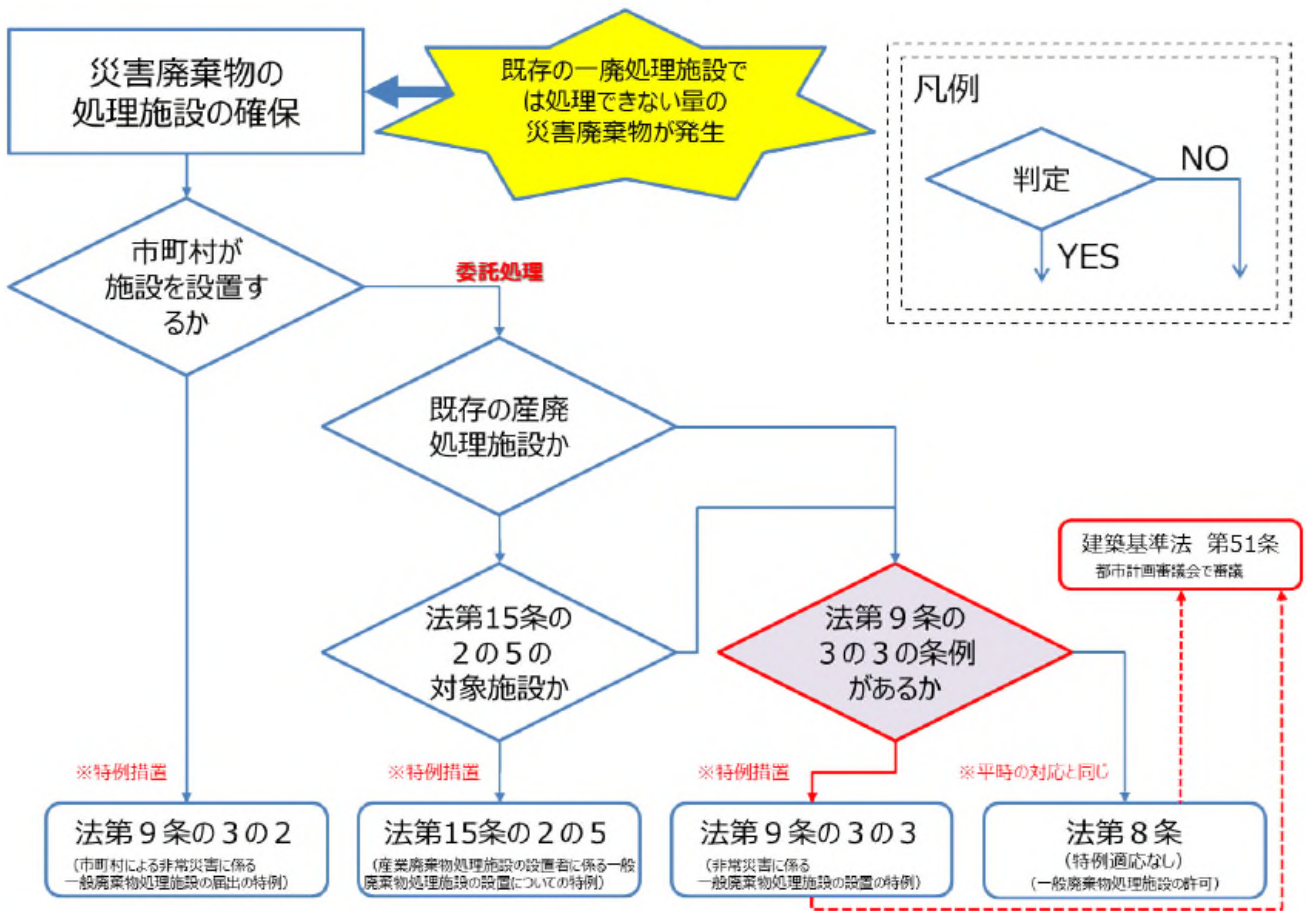 災害廃棄物の
処理施設の確保
既存の一廃処理施設で
は処理できない量の
災害廃棄物が発生
凡例
判定
NO
YES
市町村が
施設を設置す
るか
委託処理
既存の産廃
処理施設か
法第15条の
２の５の
対象施設か
法第９条の
３の３の条例
があるか
建築基準法 第51条
都市計画審議会で審議
※特例措置
※特例措置
※特例措置
※平時の対応と同じ
法第９条の３の２
（市町村による非常災害に係る
一般廃棄物処理施設の届出の特例）
法第15条の２の５
（産業廃棄物処理施設の設置者に係る一般
廃棄物処理施設の設置についての特例）
法第９条の３の３
（非常災害に係る
一般廃棄物処理施設の設置の特例）
法第８条
（特例適応なし）
（一般廃棄物処理施設の許可）